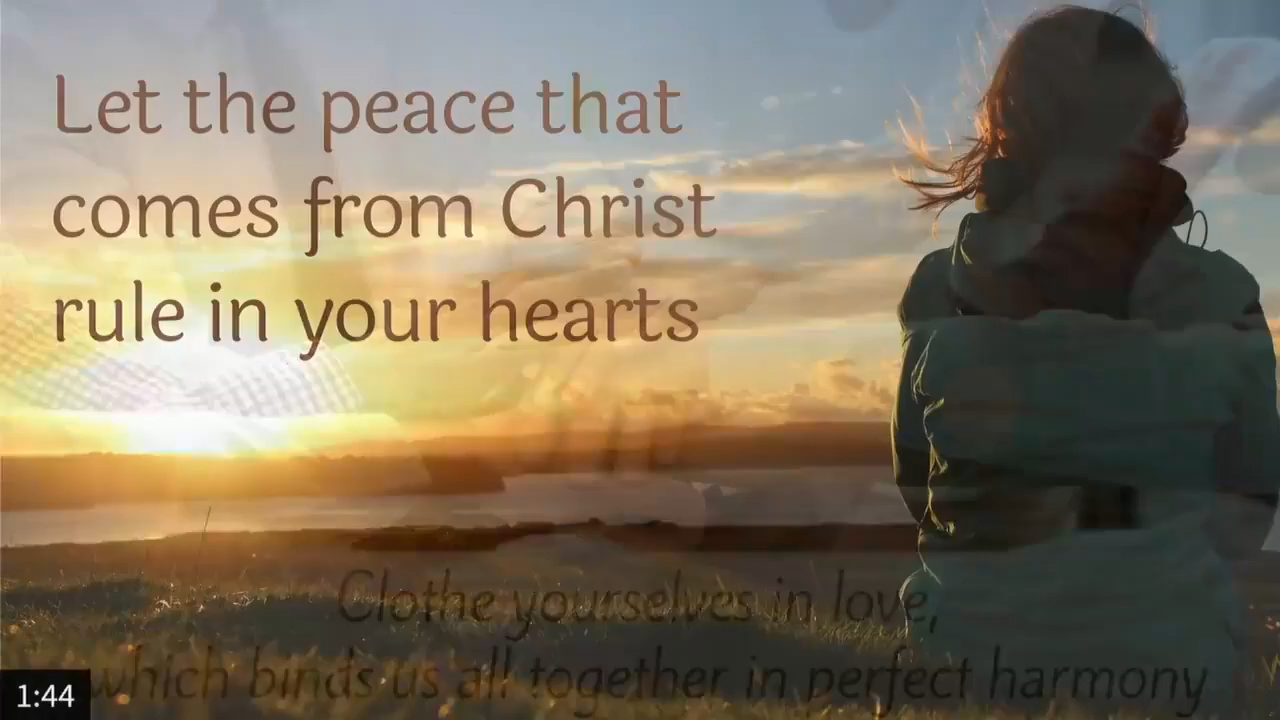 Let the peace that
comes from Christ
rule in your hearts
Clothe yourselves in love,
which binds us all together in perfect harmony
1:44